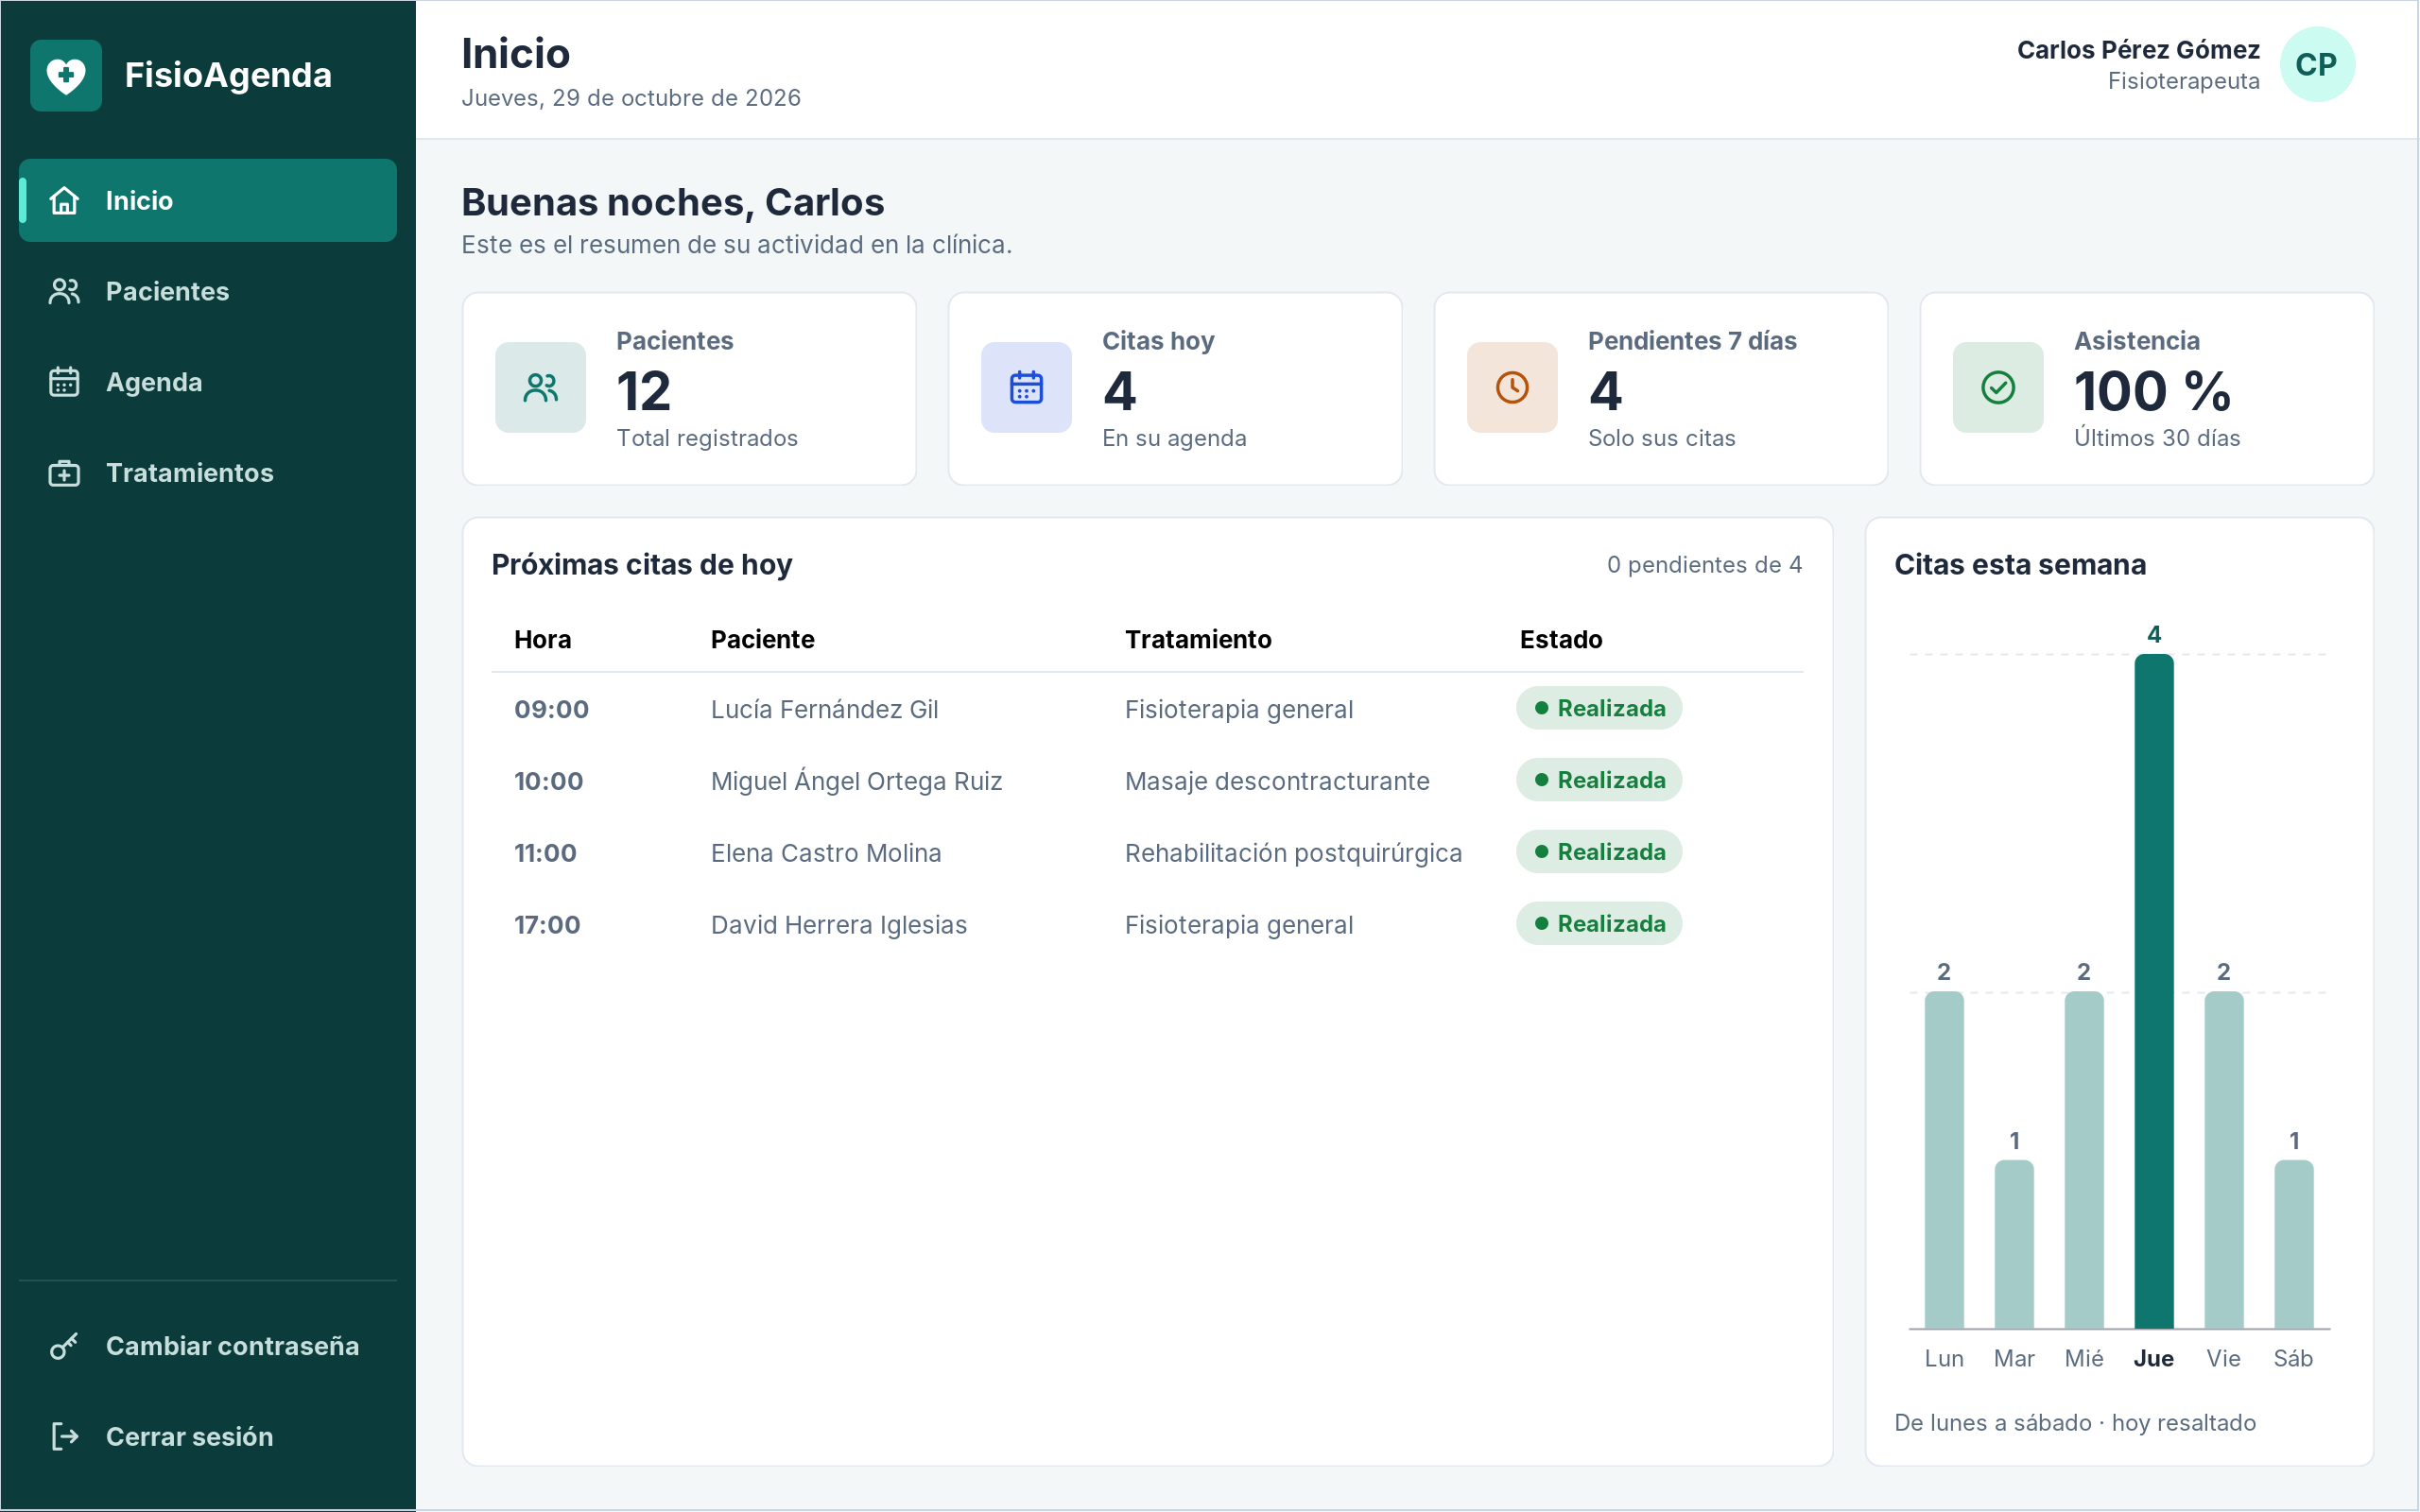 FisioAgenda
Inicio
Pacientes
Agenda
Tratamientos
Cambiar contraseña
Cerrar sesión
Inicio
Jueves, 29 de octubre de 2026
Carlos Pérez Gómez
Fisioterapeuta
CP
Buenas noches, Carlos
Este es el resumen de su actividad en la clínica.
Pacientes
12
Total registrados
Citas hoy
4
En su agenda
Pendientes 7 días
4
Solo sus citas
Asistencia
100 %
Últimos 30 días
Próximas citas de hoy
0 pendientes de 4
Hora Paciente Tratamiento Estado
09:00 Lucía Fernández Gil Fisioterapia general Realizada
10:00 Miguel Ángel Ortega Ruiz Masaje descontracturante Realizada
11:00 Elena Castro Molina Rehabilitación postquirúrgica Realizada
17:00 David Herrera Iglesias Fisioterapia general Realizada
Citas esta semana
2 1 2 4 2 1
Lun Mar Mié Jue Vie Sáb
De lunes a sábado · hoy resaltado